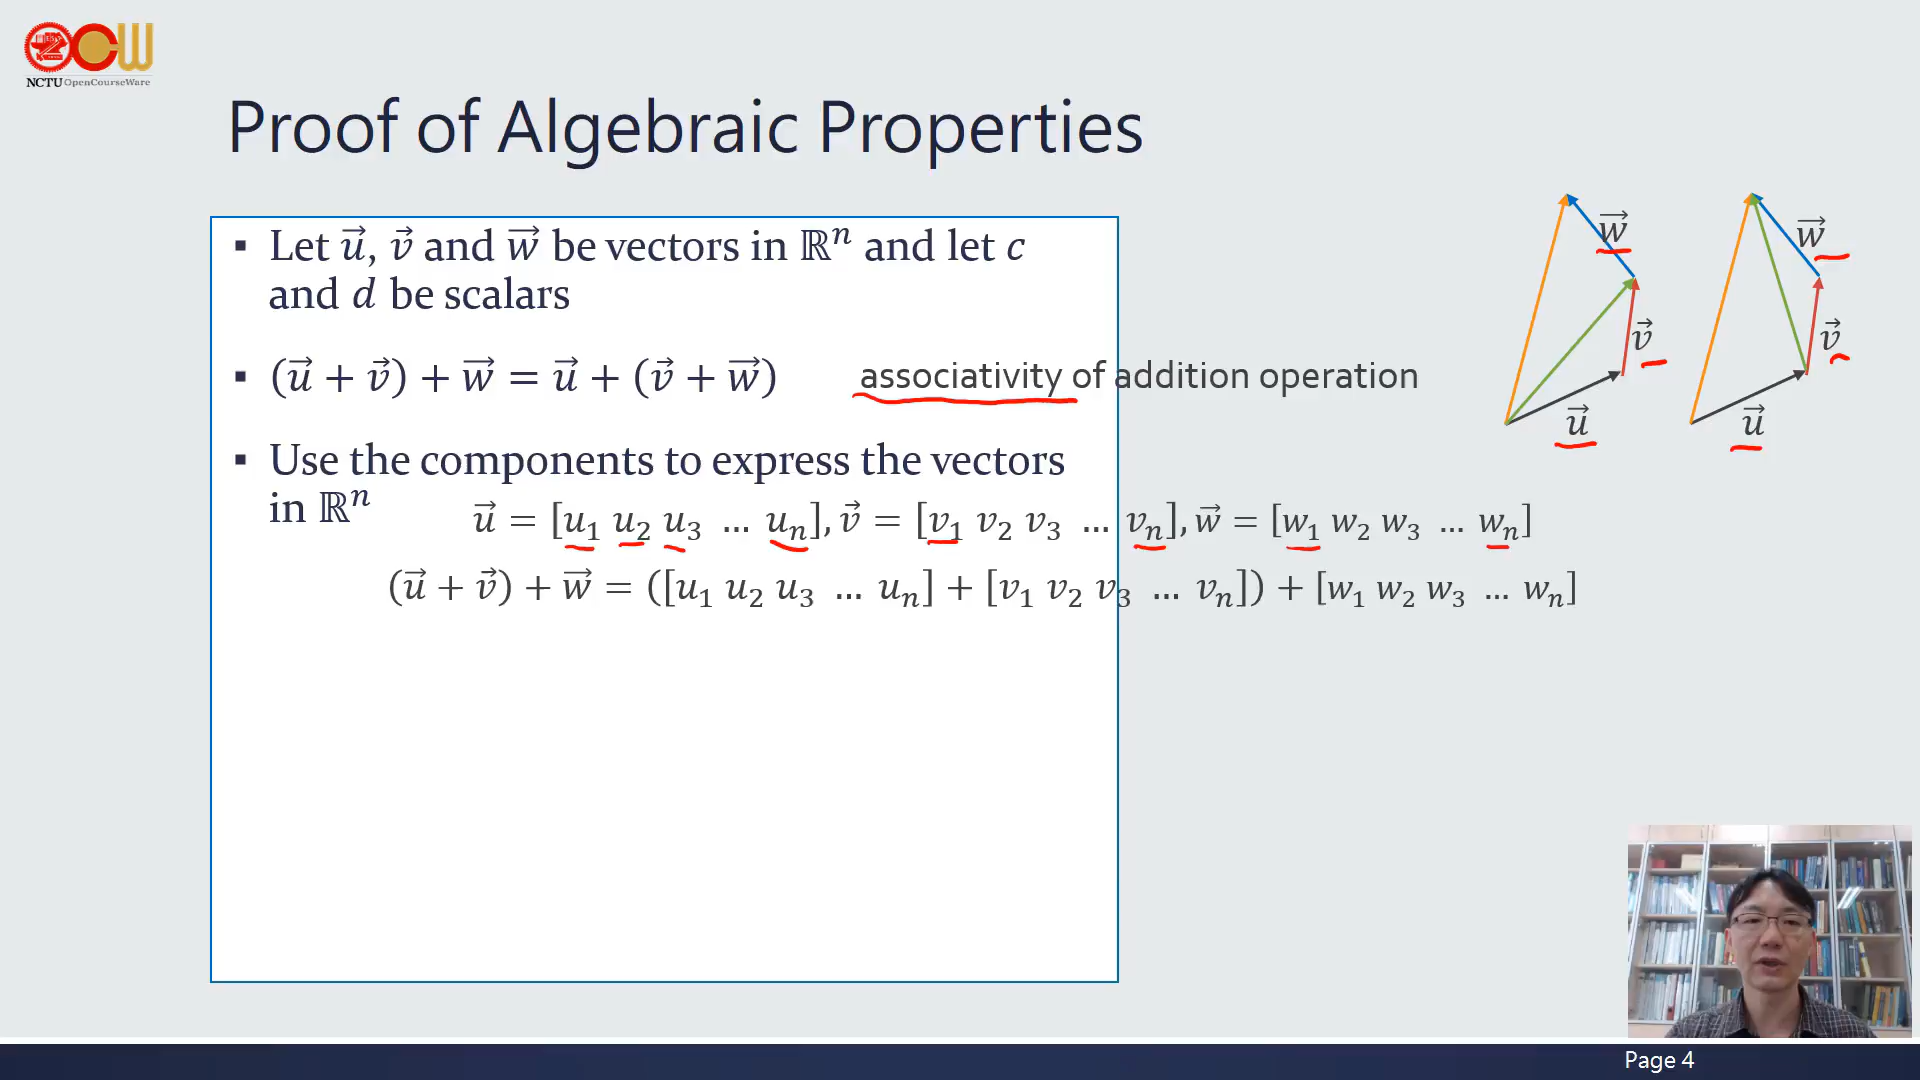 NCTU OpenCourseWare
Proof of Algebraic Properties
▪ Let u⃗, v⃗ and w⃗ be vectors in ℝⁿ and let c
and d be scalars
▪ (u⃗ + v⃗) + w⃗ = u⃗ + (v⃗ + w⃗) associativity of addition operation
▪ Use the components to express the vectors
in ℝⁿ
u⃗ = [u₁ u₂ u₃ … uₙ], v⃗ = [v₁ v₂ v₃ … vₙ], w⃗ = [w₁ w₂ w₃ … wₙ]
(u⃗ + v⃗) + w⃗ = ([u₁ u₂ u₃ … uₙ] + [v₁ v₂ v₃ … vₙ]) + [w₁ w₂ w₃ … wₙ]
w⃗
v⃗
u⃗
w⃗
v⃗
u⃗
Page 4